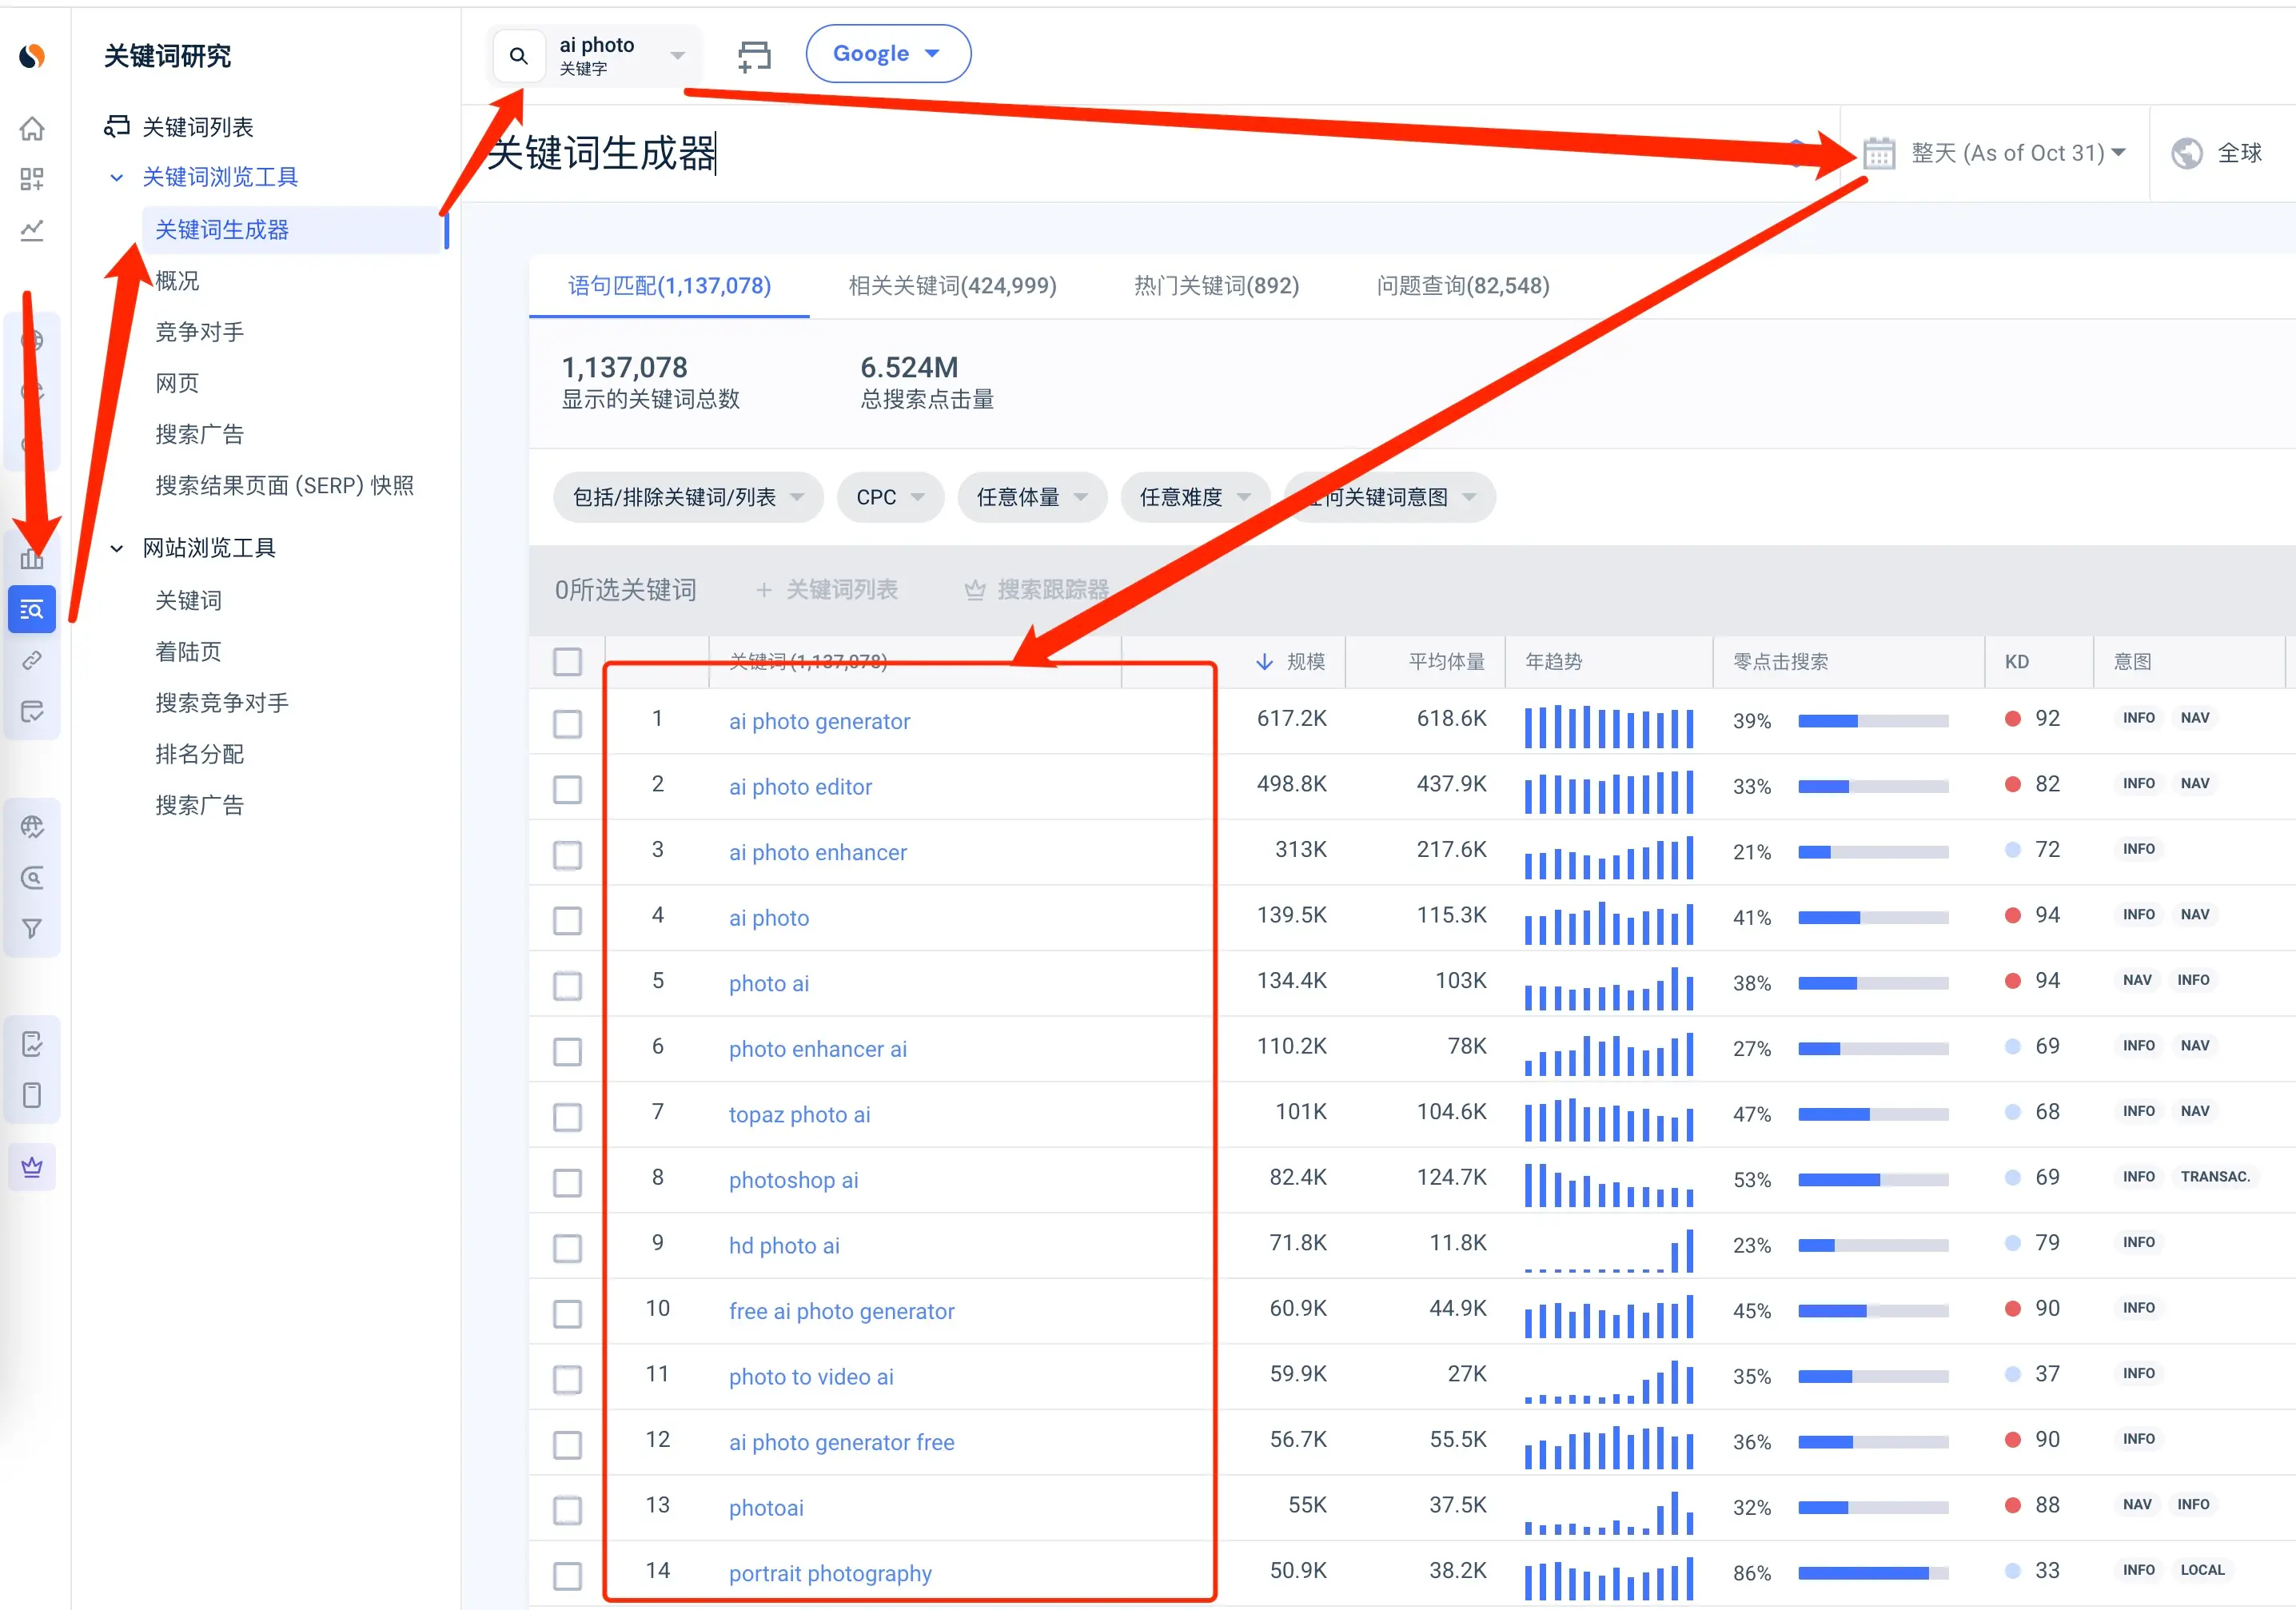 关键词研究
关键词列表
关键词浏览工具
关键词生成器
概况
竞争对手
网页
搜索广告
搜索结果页面 (SERP) 快照
网站浏览工具
关键词
着陆页
搜索竞争对手
排名分配
搜索广告
ai photo
关键字
Google
关键词生成器
整天 (As of Oct 31)
全球
语句匹配(1,137,078)
相关关键词(424,999)
热门关键词(892)
问题查询(82,548)
1,137,078
显示的关键词总数
6.524M
总搜索点击量
包括/排除关键词/列表
CPC
任意体量
任意难度
任何关键词意图
0所选关键词
+ 关键词列表
搜索跟踪器
关键词 (1,137,078)
规模
平均体量
年趋势
零点击搜索
KD
意图
1 ai photo generator 617.2K 618.6K 39% 92 INFO NAV
2 ai photo editor 498.8K 437.9K 33% 82 INFO NAV
3 ai photo enhancer 313K 217.6K 21% 72 INFO
4 ai photo 139.5K 115.3K 41% 94 INFO NAV
5 photo ai 134.4K 103K 38% 94 NAV INFO
6 photo enhancer ai 110.2K 78K 27% 69 INFO NAV
7 topaz photo ai 101K 104.6K 47% 68 INFO NAV
8 photoshop ai 82.4K 124.7K 53% 69 INFO TRANSAC.
9 hd photo ai 71.8K 11.8K 23% 79 INFO
10 free ai photo generator 60.9K 44.9K 45% 90 INFO
11 photo to video ai 59.9K 27K 35% 37 INFO
12 ai photo generator free 56.7K 55.5K 36% 90 INFO
13 photoai 55K 37.5K 32% 88 NAV INFO
14 portrait photography 50.9K 38.2K 86% 33 INFO LOCAL